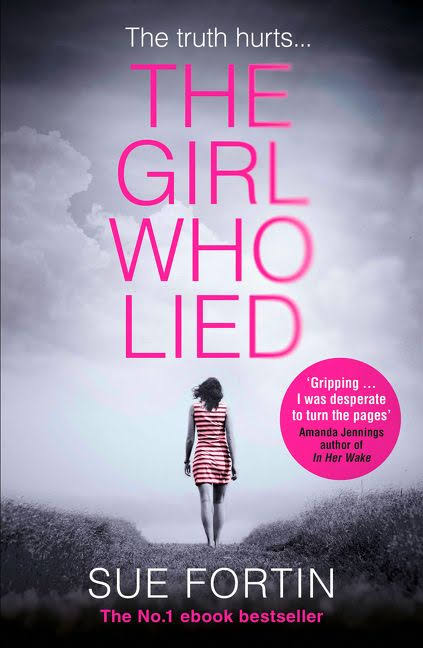 The truth hurts...
THE
GIRL
WHO
LIED
‘Gripping ...
I was desperate
to turn the pages’
Amanda Jennings
author of
In Her Wake
SUE FORTIN
The No.1 ebook bestseller